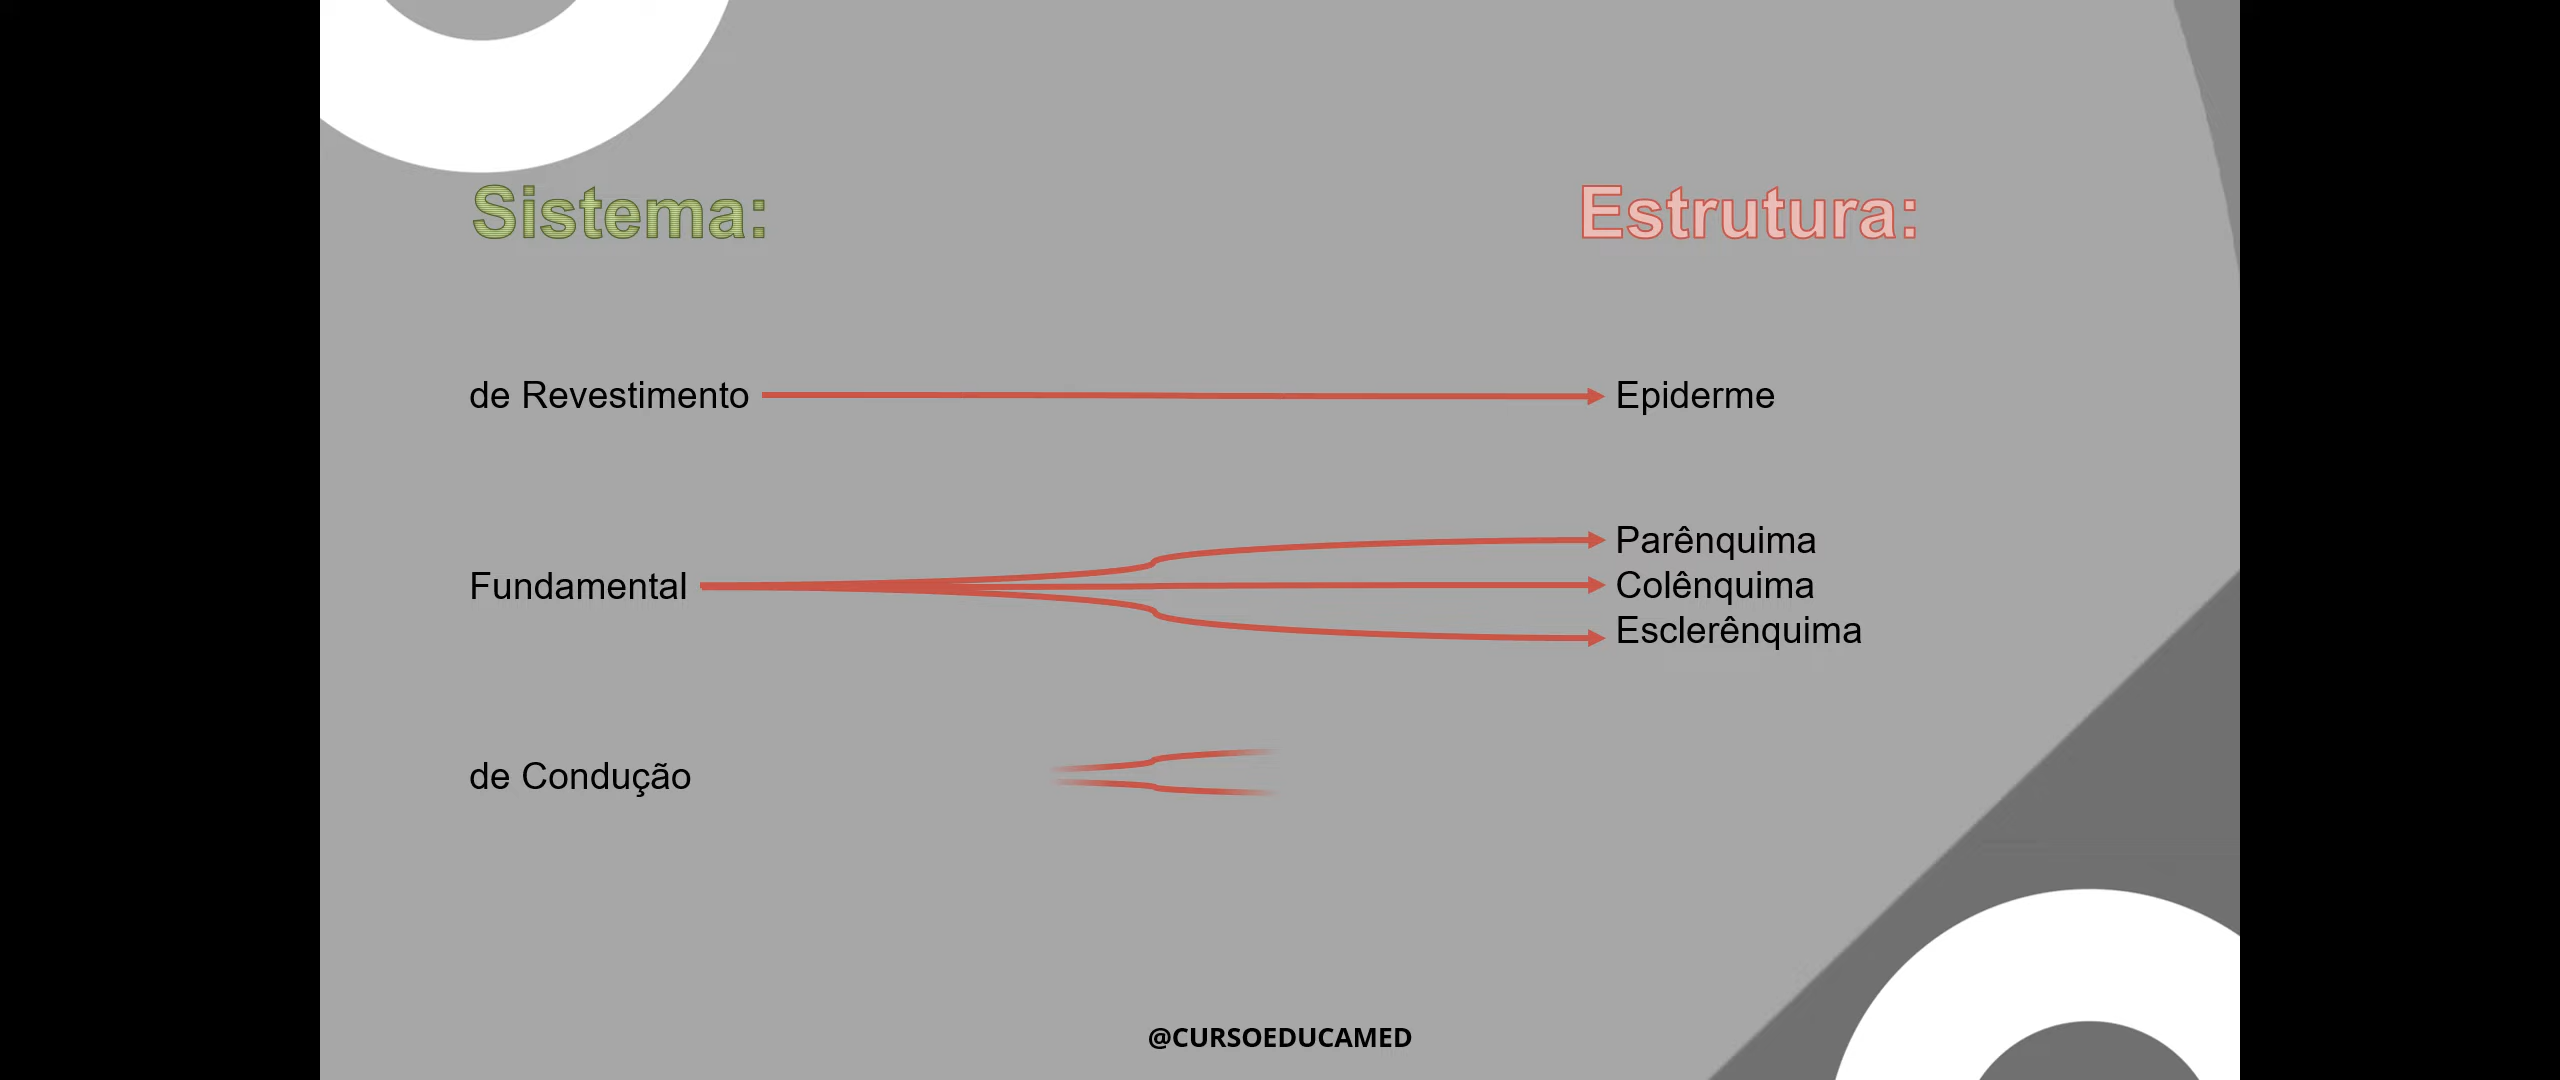 Sistema:
Estrutura:
de Revestimento
Epiderme
Fundamental
Parênquima
Colênquima
Esclerênquima
de Condução
@CURSOEDUCAMED